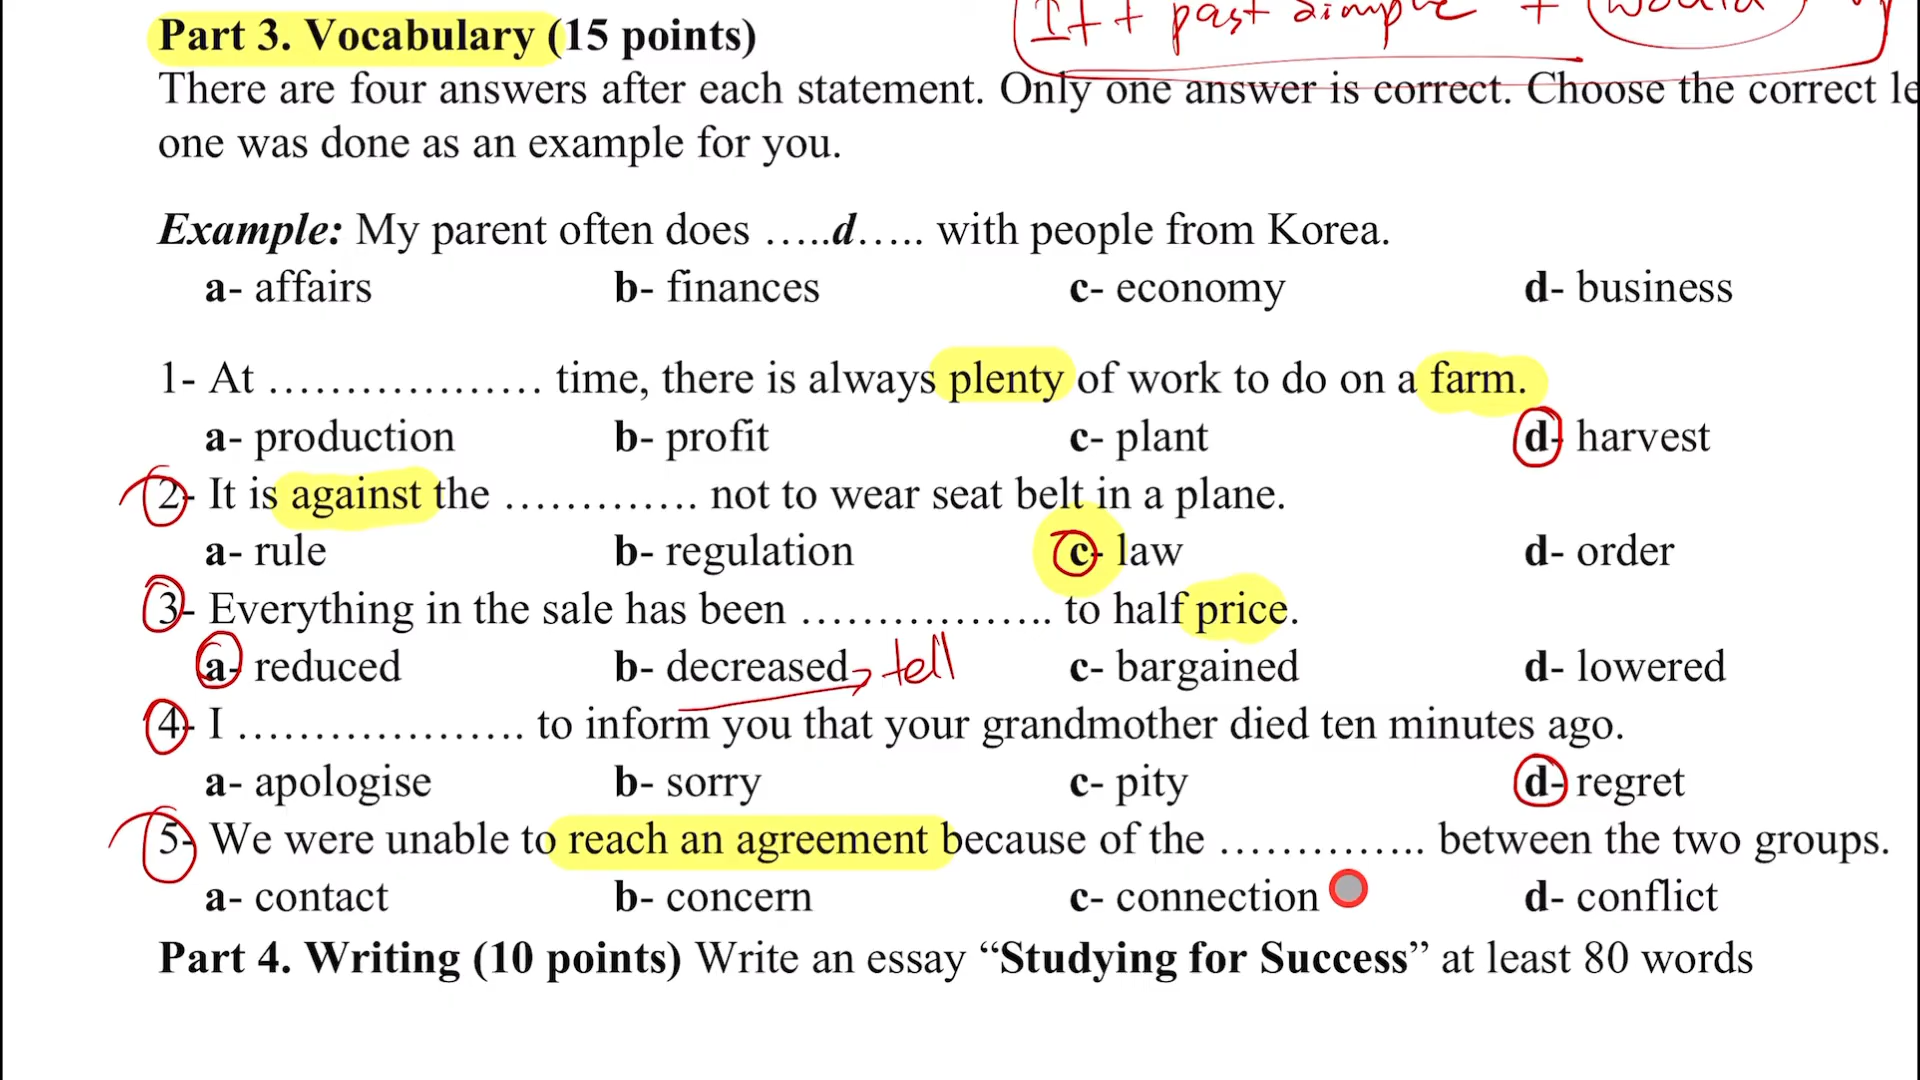 If + past simple + would
Part 3. Vocabulary (15 points)
There are four answers after each statement. Only one answer is correct. Choose the correct le
one was done as an example for you.
Example: My parent often does …..d….. with people from Korea.
a- affairs b- finances c- economy d- business
1- At ……………… time, there is always plenty of work to do on a farm.
a- production b- profit c- plant d- harvest
2- It is against the …………. not to wear seat belt in a plane.
a- rule b- regulation c- law d- order
3- Everything in the sale has been …………….. to half price.
a- reduced b- decreased c- bargained d- lowered
tell
4- I ………………. to inform you that your grandmother died ten minutes ago.
a- apologise b- sorry c- pity d- regret
5- We were unable to reach an agreement because of the ………….. between the two groups.
a- contact b- concern c- connection d- conflict
Part 4. Writing (10 points) Write an essay “Studying for Success” at least 80 words